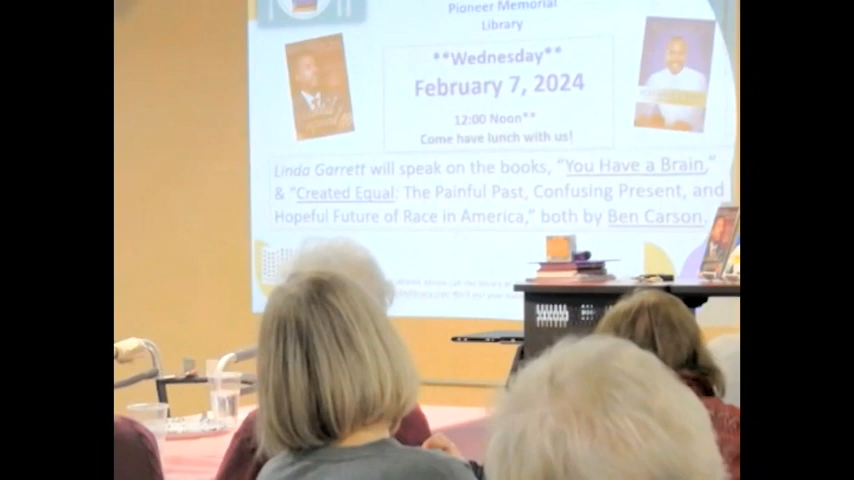 Pioneer Memorial
Library
**Wednesday**
February 7, 2024
12:00 Noon**
Come have lunch with us!
Linda Garrett will speak on the books, "You Have a Brain,"
& "Created Equal: The Painful Past, Confusing Present, and
Hopeful Future of Race in America," both by Ben Carson.